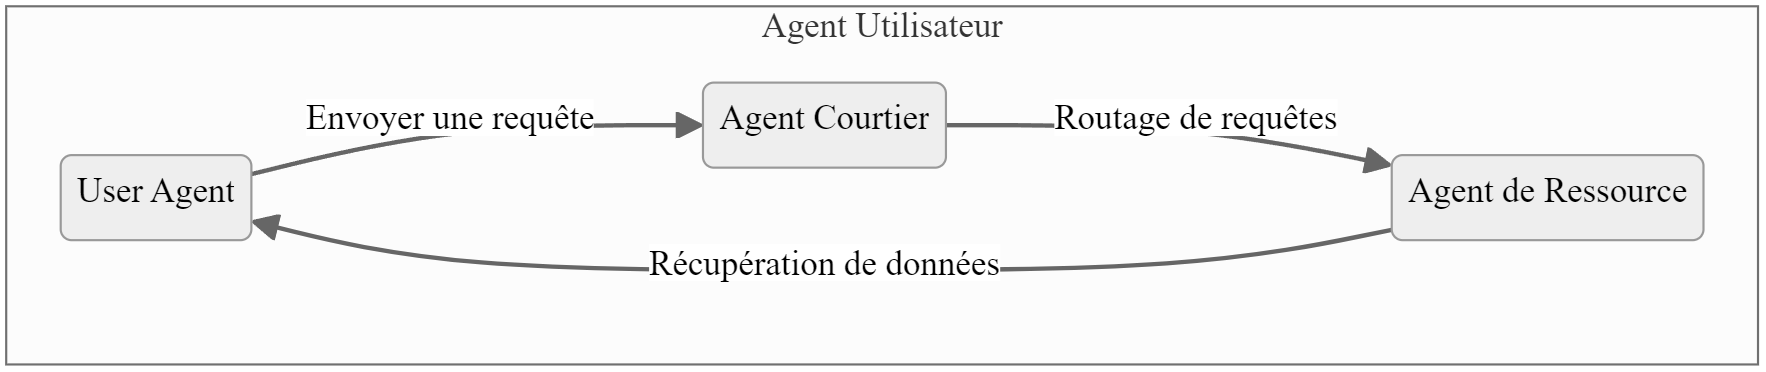 Agent Utilisateur
Envoyer une requête
Agent Courtier
Routage de requêtes
User Agent
Agent de Ressource
Récupération de données